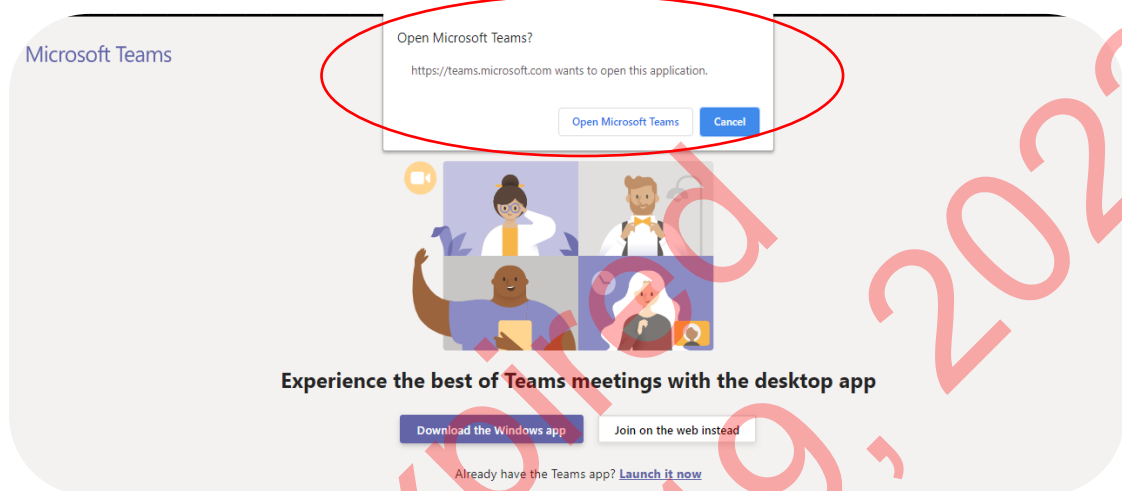 Microsoft Teams
Open Microsoft Teams?
https://teams.microsoft.com wants to open this application.
Open Microsoft Teams
Cancel
Experience the best of Teams meetings with the desktop app
Download the Windows app
Join on the web instead
Already have the Teams app? Launch it now